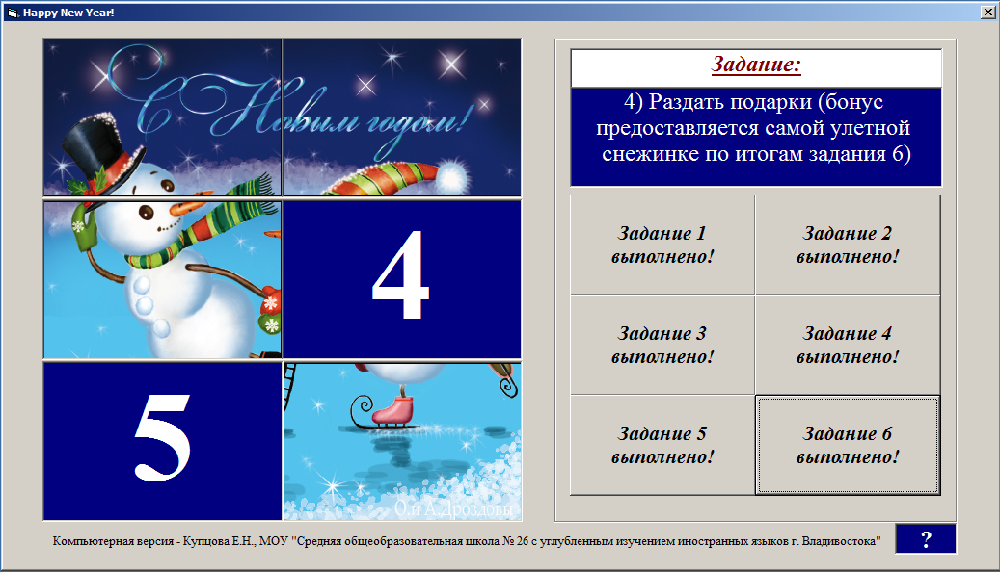 Happy New Year!
С Новым годом!
4
5
О.и А.Дроздовы
Задание:
4) Раздать подарки (бонус
предоставляется самой улетной
снежинке по итогам задания 6)
Задание 1
выполнено!
Задание 2
выполнено!
Задание 3
выполнено!
Задание 4
выполнено!
Задание 5
выполнено!
Задание 6
выполнено!
Компьютерная версия - Купцова Е.Н., МОУ "Средняя общеобразовательная школа № 26 с углубленным изучением иностранных языков г. Владивостока"
?